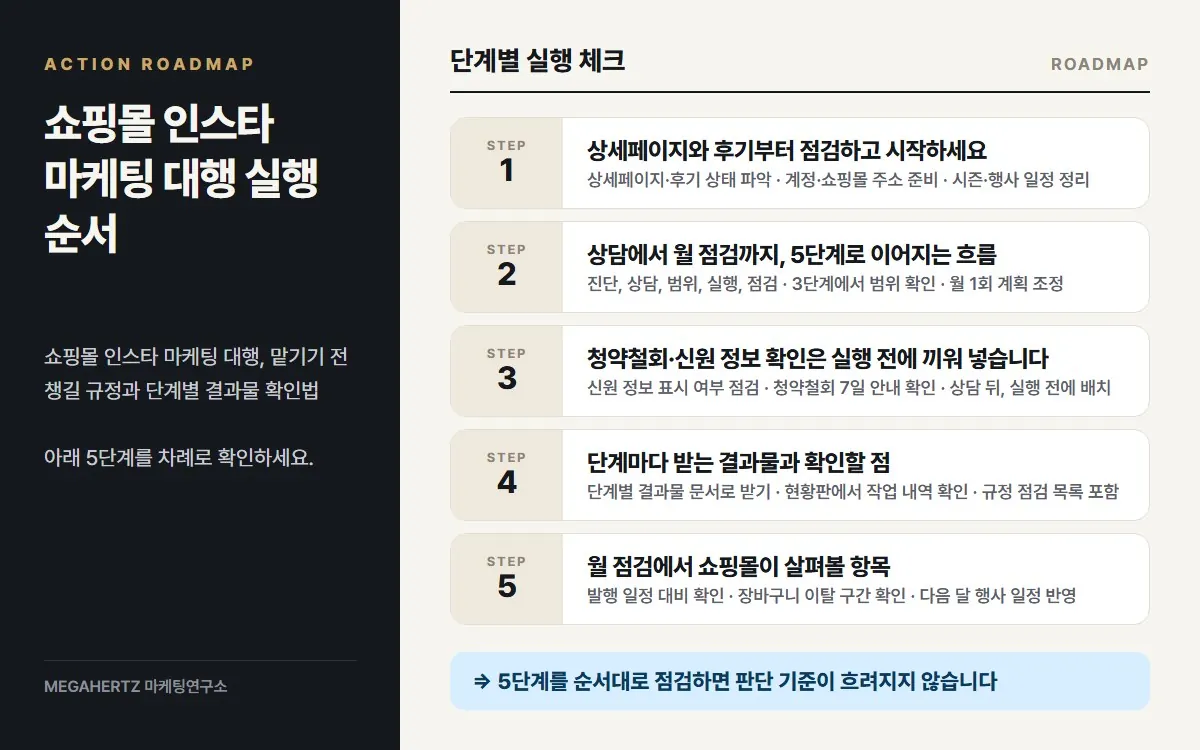 ACTION ROADMAP
쇼핑몰 인스타
마케팅 대행 실행
순서
쇼핑몰 인스타 마케팅 대행, 맡기기 전
챙길 규정과 단계별 결과물 확인법
아래 5단계를 차례로 확인하세요.
MEGAHERTZ 마케팅연구소
단계별 실행 체크
ROADMAP
STEP
1
상세페이지와 후기부터 점검하고 시작하세요
상세페이지·후기 상태 파악 · 계정·쇼핑몰 주소 준비 · 시즌·행사 일정 정리
STEP
2
상담에서 월 점검까지, 5단계로 이어지는 흐름
진단, 상담, 범위, 실행, 점검 · 3단계에서 범위 확인 · 월 1회 계획 조정
STEP
3
청약철회·신원 정보 확인은 실행 전에 끼워 넣습니다
신원 정보 표시 여부 점검 · 청약철회 7일 안내 확인 · 상담 뒤, 실행 전에 배치
STEP
4
단계마다 받는 결과물과 확인할 점
단계별 결과물 문서로 받기 · 현황판에서 작업 내역 확인 · 규정 점검 목록 포함
STEP
5
월 점검에서 쇼핑몰이 살펴볼 항목
발행 일정 대비 확인 · 장바구니 이탈 구간 확인 · 다음 달 행사 일정 반영
→ 5단계를 순서대로 점검하면 판단 기준이 흐려지지 않습니다